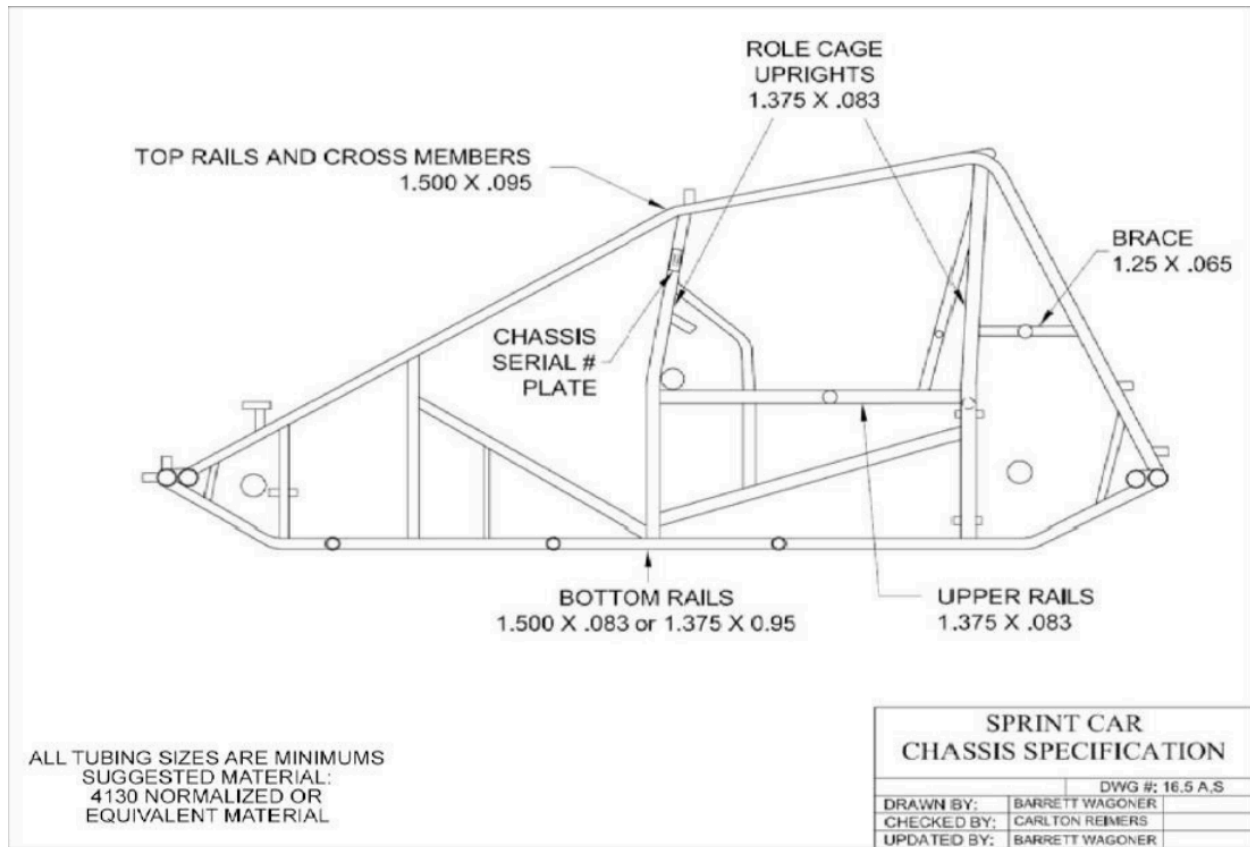 ROLE CAGE
UPRIGHTS
1.375 X .083
TOP RAILS AND CROSS MEMBERS
1.500 X .095
BRACE
1.25 X .065
CHASSIS
SERIAL #
PLATE
BOTTOM RAILS
1.500 X .083 or 1.375 X 0.95
UPPER RAILS
1.375 X .083
ALL TUBING SIZES ARE MINIMUMS
SUGGESTED MATERIAL:
4130 NORMALIZED OR
EQUIVALENT MATERIAL
SPRINT CAR
CHASSIS SPECIFICATION
DWG #: 16.5 A,S
DRAWN BY: BARRETT WAGONER
CHECKED BY: CARLTON REIMERS
UPDATED BY: BARRETT WAGONER